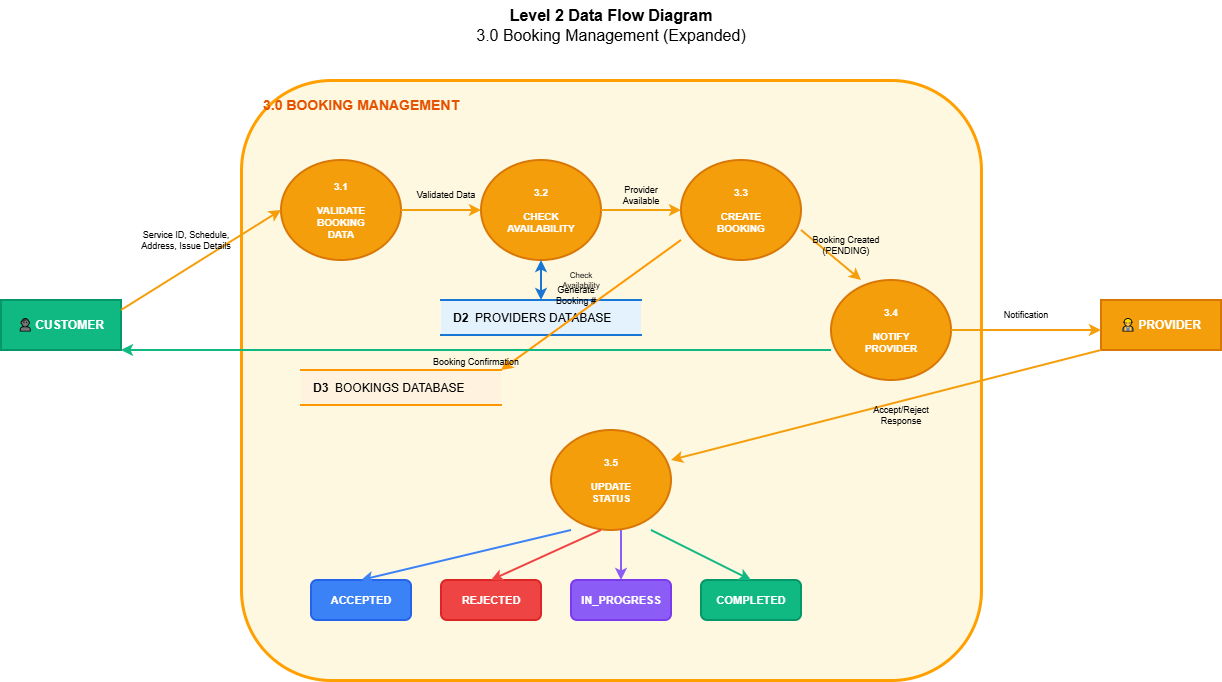 Level 2 Data Flow Diagram
3.0 Booking Management (Expanded)
3.0 BOOKING MANAGEMENT
3.1
VALIDATE
BOOKING
DATA
Validated Data
3.2
CHECK
AVAILABILITY
Provider
Available
3.3
CREATE
BOOKING
Service ID, Schedule,
Address, Issue Details
Booking Created
(PENDING)
Check
Availability
Generate
Booking #
D2 PROVIDERS DATABASE
CUSTOMER
3.4
NOTIFY
PROVIDER
Notification
PROVIDER
Booking Confirmation
D3 BOOKINGS DATABASE
Accept/Reject
Response
3.5
UPDATE
STATUS
ACCEPTED
REJECTED
IN_PROGRESS
COMPLETED